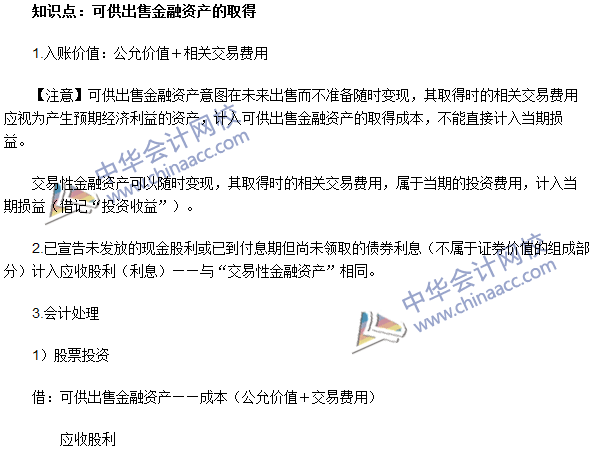 知识点：可供出售金融资产的取得
1.入账价值：公允价值＋相关交易费用
【注意】可供出售金融资产意图在未来出售而不准备随时变现，其取得时的相关交易费用
应视为产生预期经济利益的资产，计入可供出售金融资产的取得成本，不能直接计入当期损
益。
交易性金融资产可以随时变现，其取得时的相关交易费用，属于当期的投资费用，计入当
期损益（借记“投资收益”）。
中华会计网校
www.chinaacc.com
2.已宣告未发放的现金股利或已到付息期但尚未领取的债券利息（不属于证券价值的组成部
分）计入应收股利（利息）——与“交易性金融资产”相同。
3.会计处理
中华会计网校
www.chinaacc.com
1）股票投资
借：可供出售金融资产——成本（公允价值＋交易费用）
应收股利